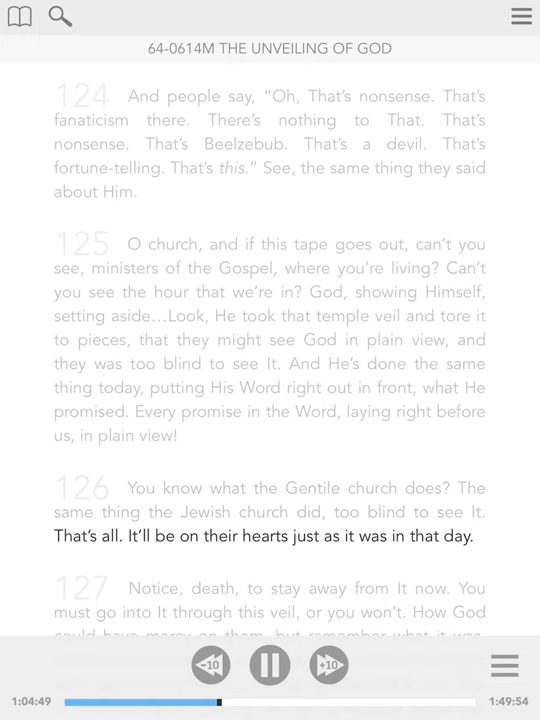 64-0614M THE UNVEILING OF GOD
124 And people say, “Oh, That’s nonsense. That’s
fanaticism there. There’s nothing to That. That’s
nonsense. That’s Beelzebub. That’s a devil. That’s
fortune-telling. That’s this.” See, the same thing they said
about Him.
125 O church, and if this tape goes out, can’t you
see, ministers of the Gospel, where you’re living? Can’t
you see the hour that we’re in? God, showing Himself,
setting aside…Look, He took that temple veil and tore it
to pieces, that they might see God in plain view, and
they was too blind to see It. And He’s done the same
thing today, putting His Word right out in front, what He
promised. Every promise in the Word, laying right before
us, in plain view!
126 You know what the Gentile church does? The
same thing the Jewish church did, too blind to see It.
That’s all. It’ll be on their hearts just as it was in that day.
127 Notice, death, to stay away from It now. You
must go into It through this veil, or you won’t. How God
could have mercy on them, but remember what it was
-10
+10
1:04:49
1:49:54